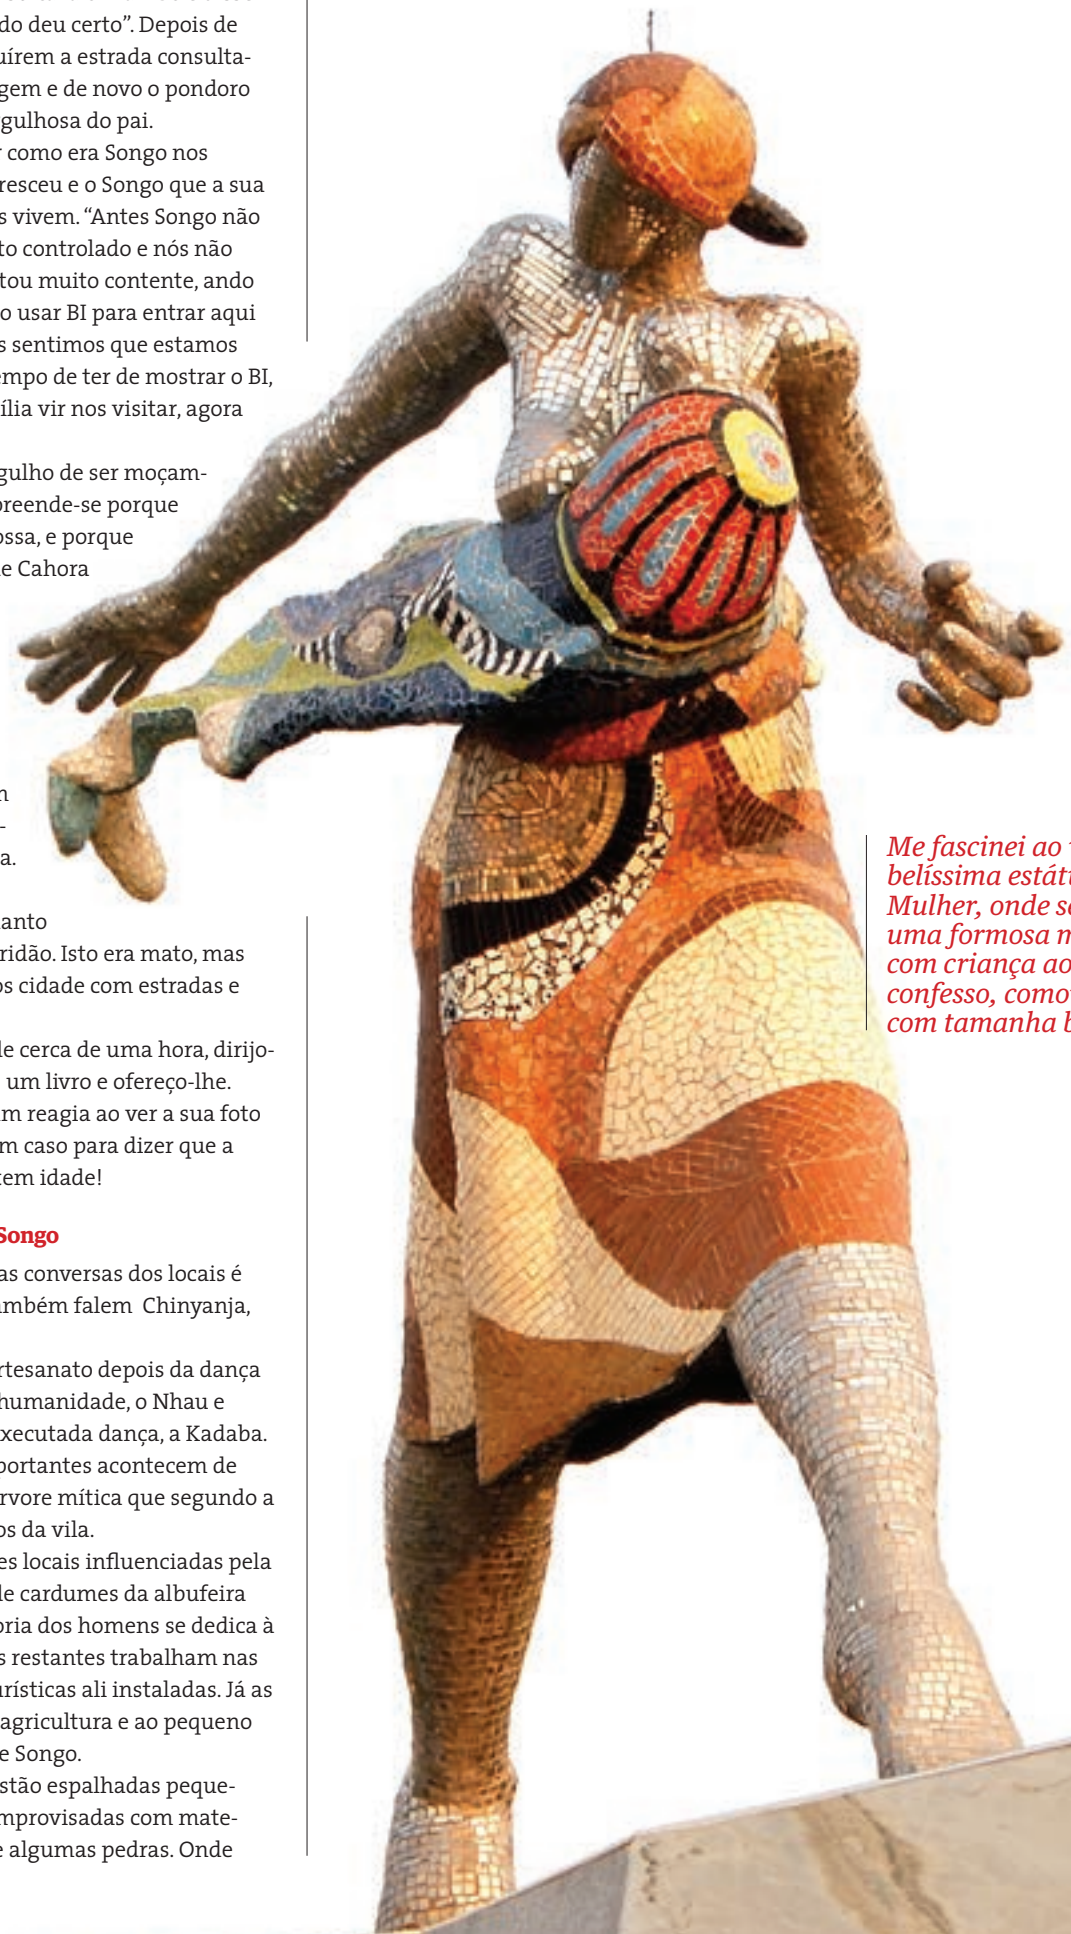 do deu certo”. Depois de
uírem a estrada consulta-
gem e de novo o pondoro
gulhosa do pai.
como era Songo nos
resceu e o Songo que a sua
s vivem. “Antes Songo não
to controlado e nós não
tou muito contente, ando
o usar BI para entrar aqui
s sentimos que estamos
empo de ter de mostrar o BI,
ília vir nos visitar, agora
gulho de ser moçam-
preende-se porque
ossa, e porque
e Cahora
n
-
a.
anto
ridão. Isto era mato, mas
os cidade com estradas e
de cerca de uma hora, dirijo-
um livro e ofereço-lhe.
m reagia ao ver a sua foto
m caso para dizer que a
tem idade!
Songo
as conversas dos locais é
ambém falem Chinyanja,
rtesanato depois da dança
humanidade, o Nhau e
xecutada dança, a Kadaba.
portantes acontecem de
rvore mítica que segundo a
os da vila.
es locais influenciadas pela
de cardumes da albufeira
oria dos homens se dedica à
s restantes trabalham nas
rísticas ali instaladas. Já as
agricultura e ao pequeno
e Songo.
stão espalhadas peque-
mprovisadas com mate-
e algumas pedras. Onde
Me fascinei ao
belíssima estátu
Mulher, onde se
uma formosa m
com criança ao
confesso, como
com tamanha b